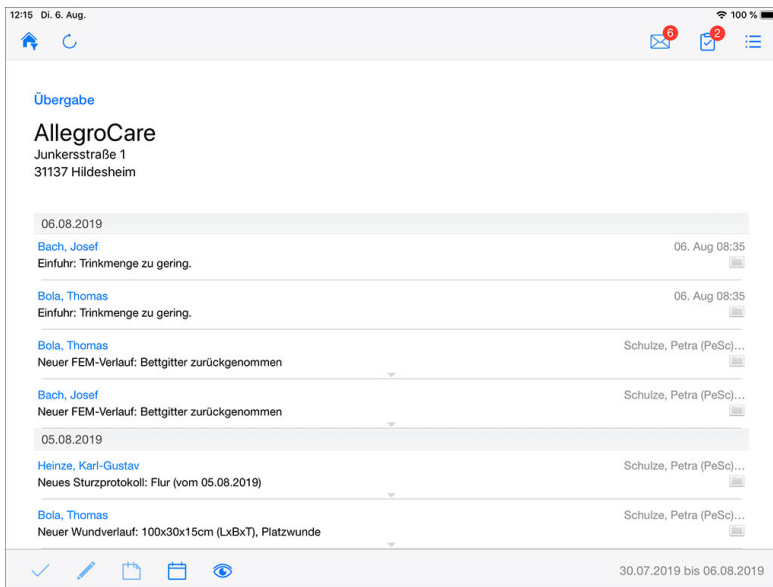 12:15 Di. 6. Aug. 100 %
6 2
Übergabe
AllegroCare
Junkersstraße 1
31137 Hildesheim
06.08.2019
Bach, Josef 06. Aug 08:35
Einfuhr: Trinkmenge zu gering.
Bola, Thomas 06. Aug 08:35
Einfuhr: Trinkmenge zu gering.
Bola, Thomas Schulze, Petra (PeSc)...
Neuer FEM-Verlauf: Bettgitter zurückgenommen
Bach, Josef Schulze, Petra (PeSc)...
Neuer FEM-Verlauf: Bettgitter zurückgenommen
05.08.2019
Heinze, Karl-Gustav Schulze, Petra (PeSc)...
Neues Sturzprotokoll: Flur (vom 05.08.2019)
Bola, Thomas Schulze, Petra (PeSc)...
Neuer Wundverlauf: 100x30x15cm (LxBxT), Platzwunde
30.07.2019 bis 06.08.2019